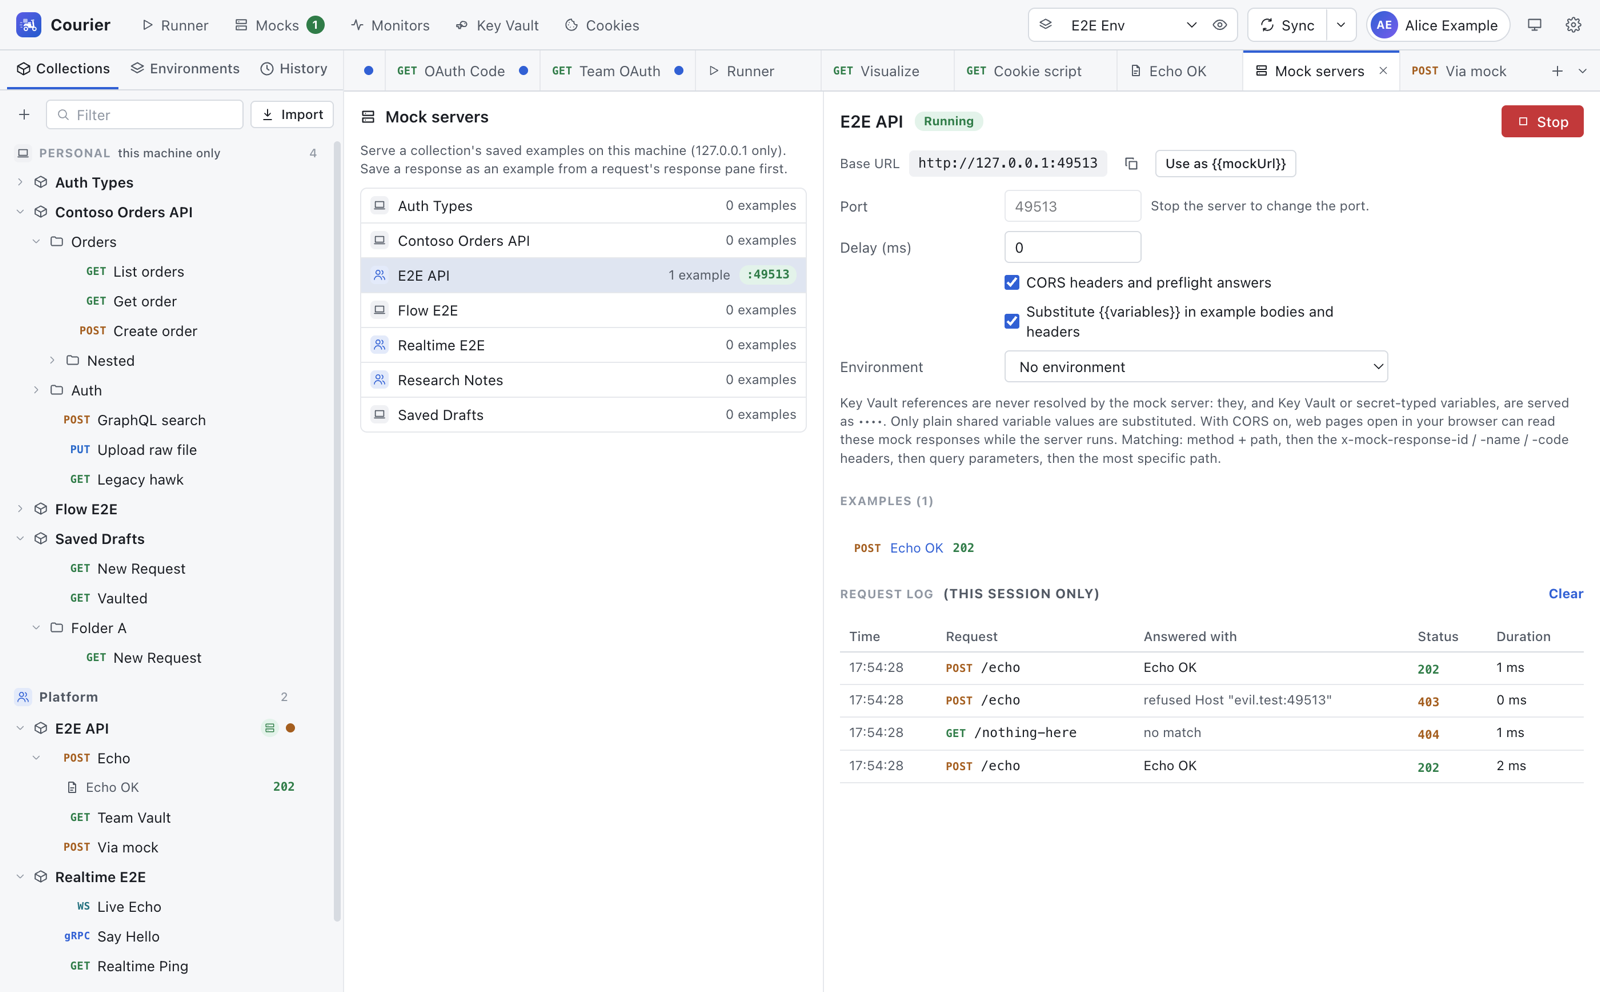 Courier
Runner
Mocks 1
Monitors
Key Vault
Cookies
E2E Env
Sync
AE Alice Example
Collections
Environments
History
GET OAuth Code
GET Team OAuth
Runner
GET Visualize
GET Cookie script
Echo OK
Mock servers
POST Via mock
Filter
Import
PERSONAL this machine only 4
Auth Types
Contoso Orders API
Orders
GET List orders
GET Get order
POST Create order
Nested
Auth
POST GraphQL search
PUT Upload raw file
GET Legacy hawk
Flow E2E
Saved Drafts
GET New Request
GET Vaulted
Folder A
GET New Request
Platform 2
E2E API
POST Echo
Echo OK 202
GET Team Vault
POST Via mock
Realtime E2E
WS Live Echo
gRPC Say Hello
GET Realtime Ping
Mock servers
Serve a collection's saved examples on this machine (127.0.0.1 only).
Save a response as an example from a request's response pane first.
Auth Types 0 examples
Contoso Orders API 0 examples
E2E API 1 example :49513
Flow E2E 0 examples
Realtime E2E 0 examples
Research Notes 0 examples
Saved Drafts 0 examples
E2E API Running
Stop
Base URL http://127.0.0.1:49513 Use as {{mockUrl}}
Port 49513 Stop the server to change the port.
Delay (ms) 0
CORS headers and preflight answers
Substitute {{variables}} in example bodies and
headers
Environment No environment
Key Vault references are never resolved by the mock server: they, and Key Vault or secret-typed variables, are served
as ••••. Only plain shared variable values are substituted. With CORS on, web pages open in your browser can read
these mock responses while the server runs. Matching: method + path, then the x-mock-response-id / -name / -code
headers, then query parameters, then the most specific path.
EXAMPLES (1)
POST Echo OK 202
REQUEST LOG (THIS SESSION ONLY) Clear
Time Request Answered with Status Duration
17:54:28 POST /echo Echo OK 202 1 ms
17:54:28 POST /echo refused Host "evil.test:49513" 403 0 ms
17:54:28 GET /nothing-here no match 404 1 ms
17:54:28 POST /echo Echo OK 202 2 ms